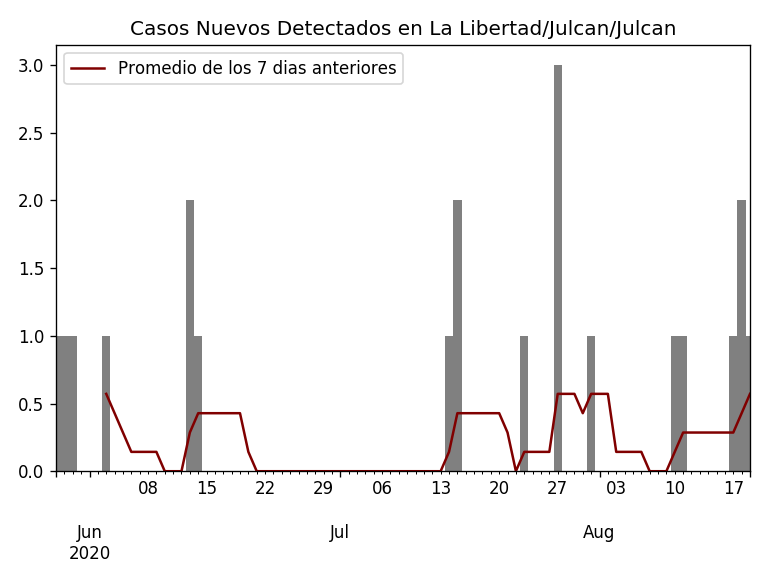 Casos Nuevos Detectados en La Libertad/Julcan/Julcan
Promedio de los 7 dias anteriores
3.0
2.5
2.0
1.5
1.0
0.5
0.0
08 15 22 29 06 13 20 27 03 10 17
Jun Jul Aug
2020